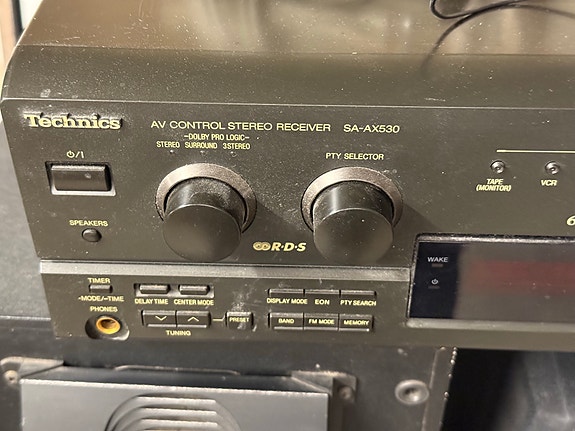 Technics
AV CONTROL STEREO RECEIVER SA-AX530
-DOLBY PRO LOGIC-
STEREO SURROUND 3STEREO
PTY SELECTOR
⏻/I
TAPE
(MONITOR)
VCR
SPEAKERS
R·D·S
6
WAKE
⏻
TIMER
-MODE/-TIME
DELAY TIME
CENTER MODE
DISPLAY MODE
EON
PTY SEARCH
PHONES
PRESET
TUNING
BAND
FM MODE
MEMORY